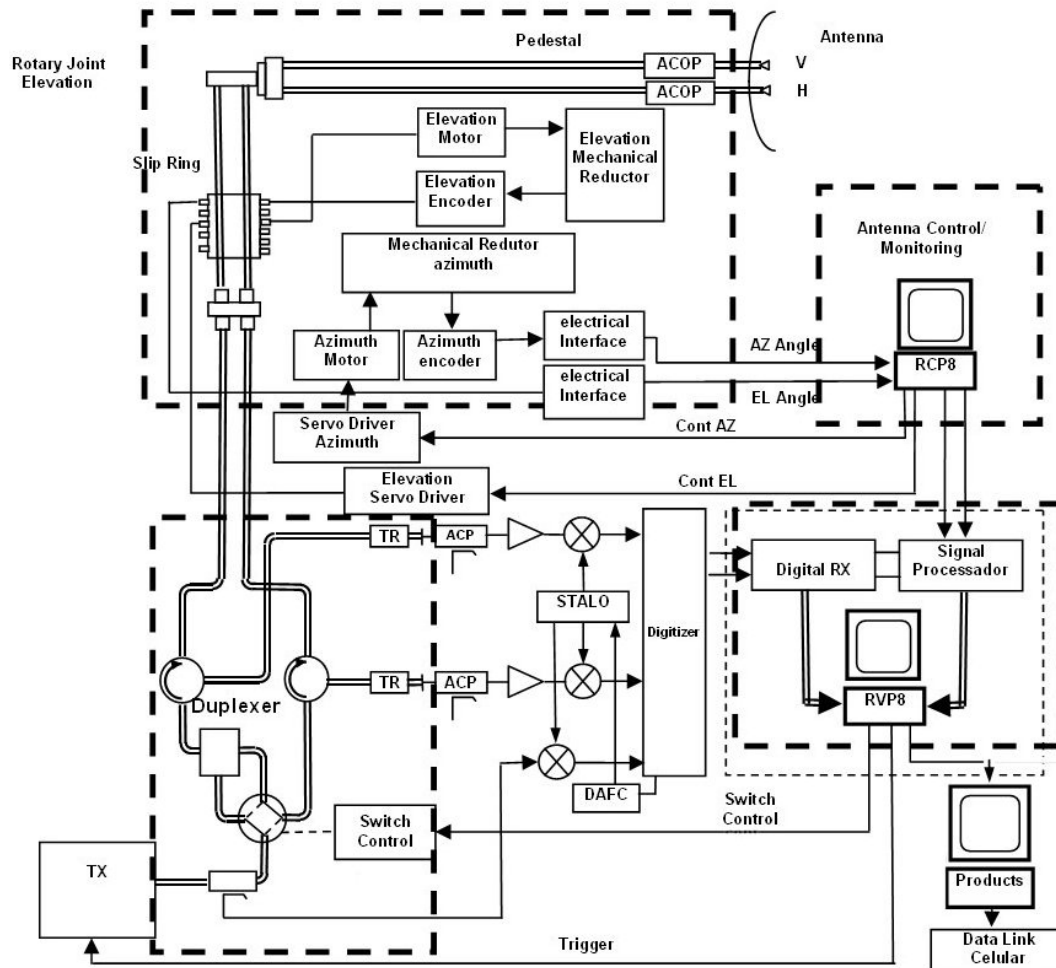 Rotary Joint
Elevation
Pedestal
Antenna
ACOP
V
ACOP
H
Elevation
Motor
Elevation
Mechanical
Reductor
Slip Ring
Elevation
Encoder
Mechanical Redutor
azimuth
Antenna Control/
Monitoring
Azimuth
Motor
Azimuth
encoder
electrical
Interface
AZ Angle
RCP8
electrical
Interface
EL Angle
Servo Driver
Azimuth
Cont AZ
Elevation
Servo Driver
Cont EL
TR
ACP
STALO
Digitizer
Digital RX
Signal
Processador
TR
ACP
Duplexer
RVP8
DAFC
Switch
Control
Switch
Control
TX
Products
Trigger
Data Link
Celular